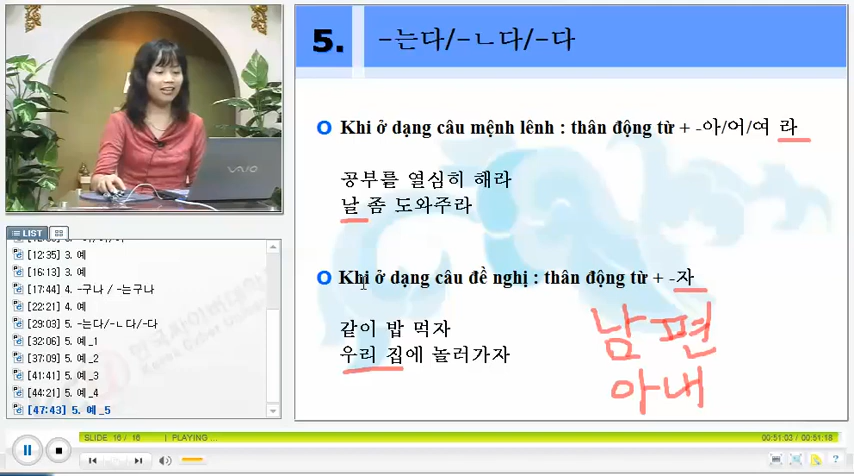 5. -는다/-ㄴ다/-다
Khi ở dạng câu mệnh lênh : thân động từ + -아/어/여 라
공부를 열심히 해라
날 좀 도와주라
Khi ở dạng câu đề nghị : thân động từ + -자
같이 밥 먹자
우리 집에 놀러가자
남편
아내
VAIO
LIST
[12:35] 3. 예
[16:13] 3. 예
[17:44] 4. -구나 / -는구나
[22:21] 4. 예
[29:03] 5. -는다/-ㄴ다/-다
[32:06] 5. 예_1
[37:09] 5. 예_2
[41:41] 5. 예_3
[44:21] 5. 예_4
[47:43] 5. 예_5
SLIDE 16 / 16 | PLAYING ...
00:51:03 / 00:51:18